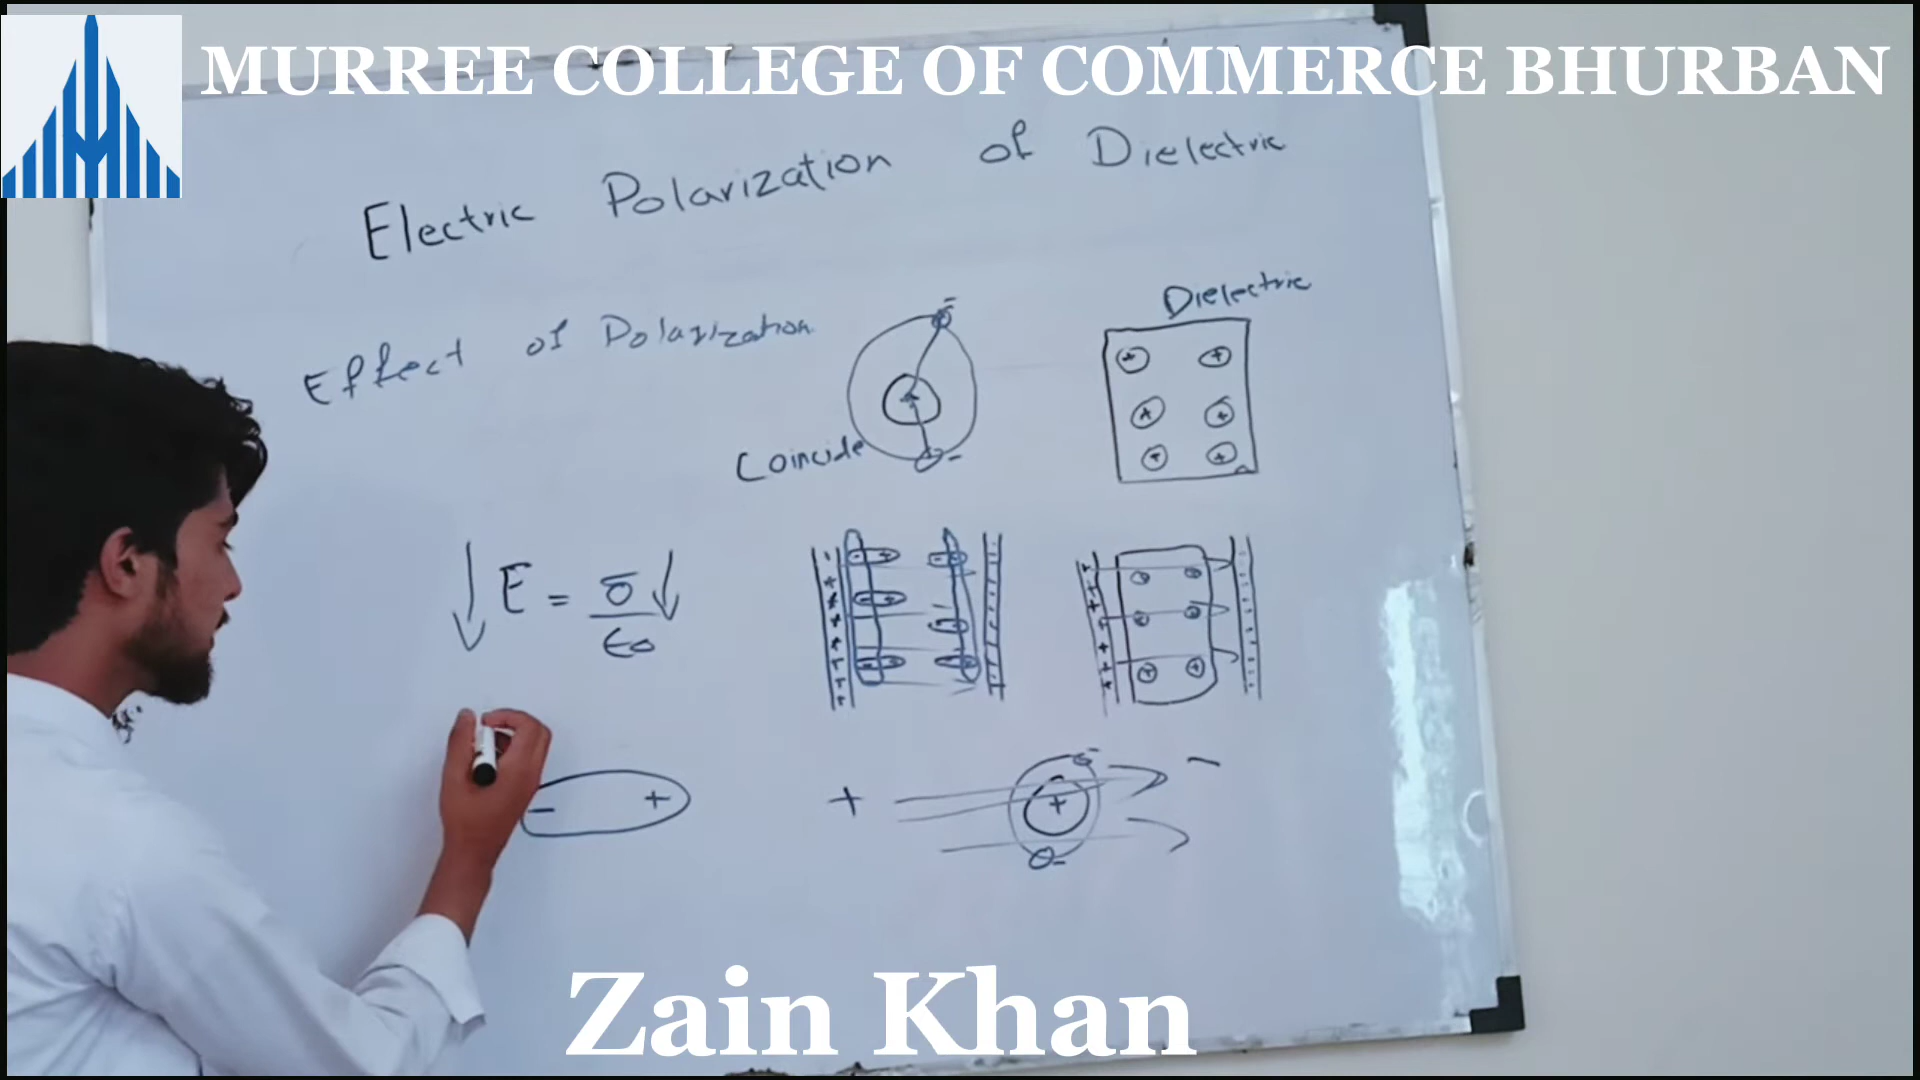 MURREE COLLEGE OF COMMERCE BHURBAN
Electric Polarization of Dielectric
Effect of Polarization
Dielectric
Coincide
↓ E = σ↓
ϵ₀
- +
+ + -
Zain Khan